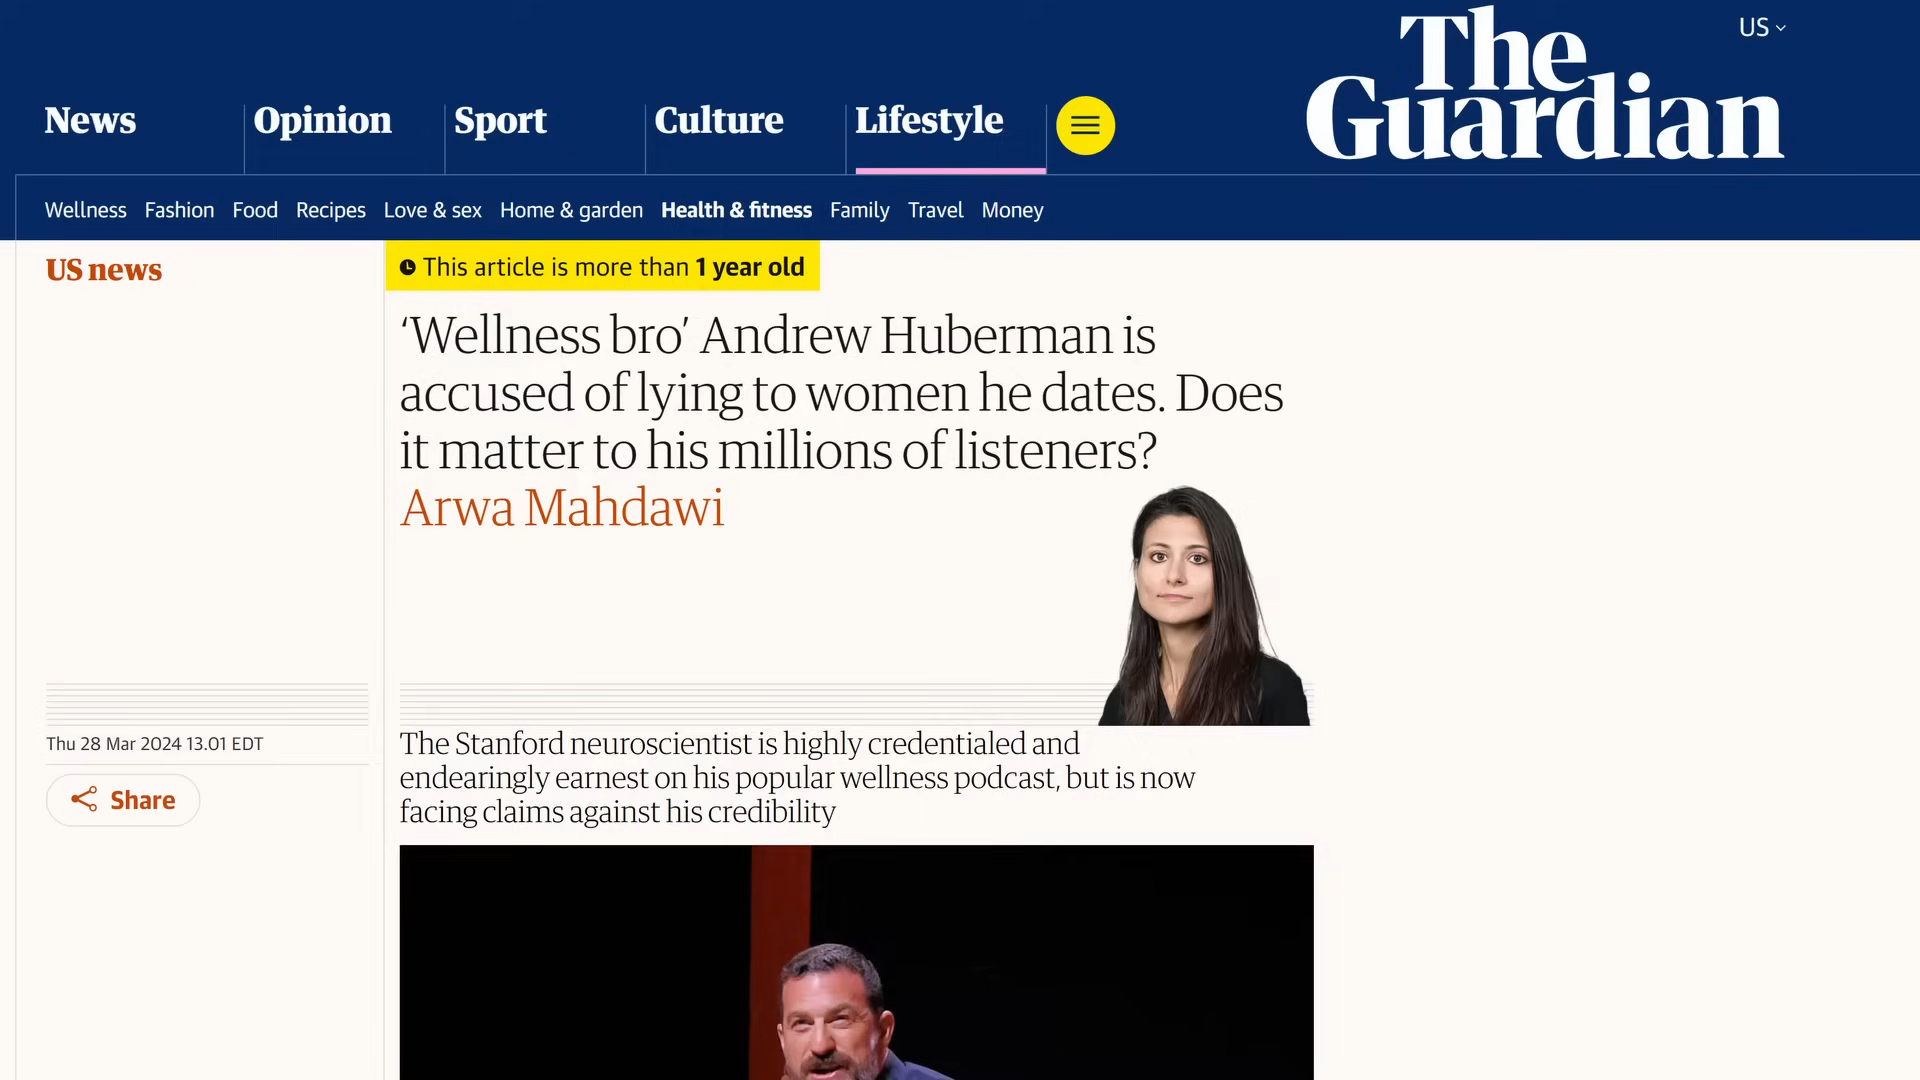 US
The
Guardian
News
Opinion
Sport
Culture
Lifestyle
Wellness Fashion Food Recipes Love & sex Home & garden Health & fitness Family Travel Money
US news
This article is more than 1 year old
‘Wellness bro’ Andrew Huberman is
accused of lying to women he dates. Does
it matter to his millions of listeners?
Arwa Mahdawi
Thu 28 Mar 2024 13.01 EDT
Share
The Stanford neuroscientist is highly credentialed and
endearingly earnest on his popular wellness podcast, but is now
facing claims against his credibility